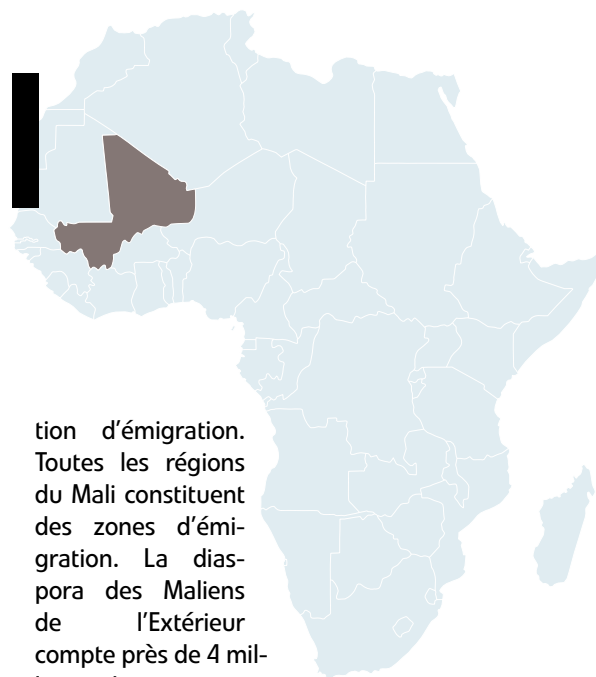 tion d'émigration.
Toutes les régions
du Mali constituent
des zones d'émi-
gration. La dias-
pora des Maliens
de l'Extérieur
compte près de 4 mil-